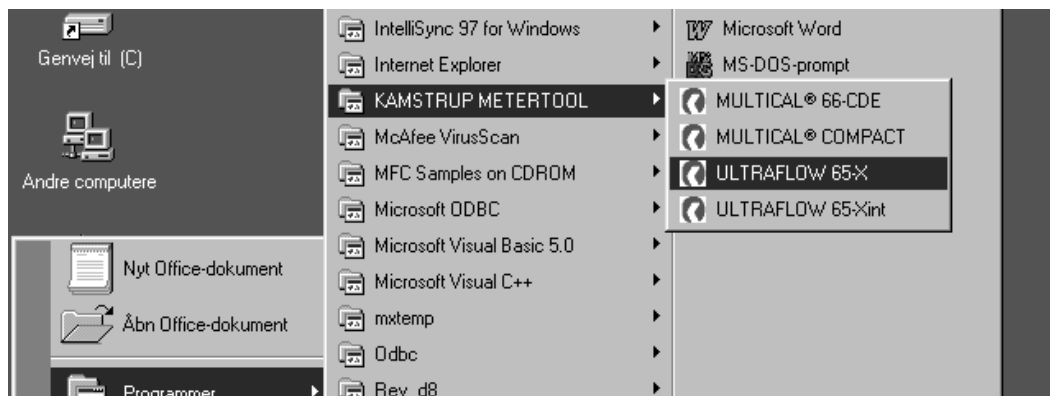 Genvej til (C)
Andre computere
Nyt Office-dokument
Åbn Office-dokument
Programmer
IntelliSync 97 for Windows
Internet Explorer
KAMSTRUP METERTOOL
McAfee VirusScan
MFC Samples on CDROM
Microsoft ODBC
Microsoft Visual Basic 5.0
Microsoft Visual C++
mxtemp
Odbc
Rev_d8
Microsoft Word
MS-DOS-prompt
MULTICAL® 66-CDE
MULTICAL® COMPACT
ULTRAFLOW 65-X
ULTRAFLOW 65-Xint